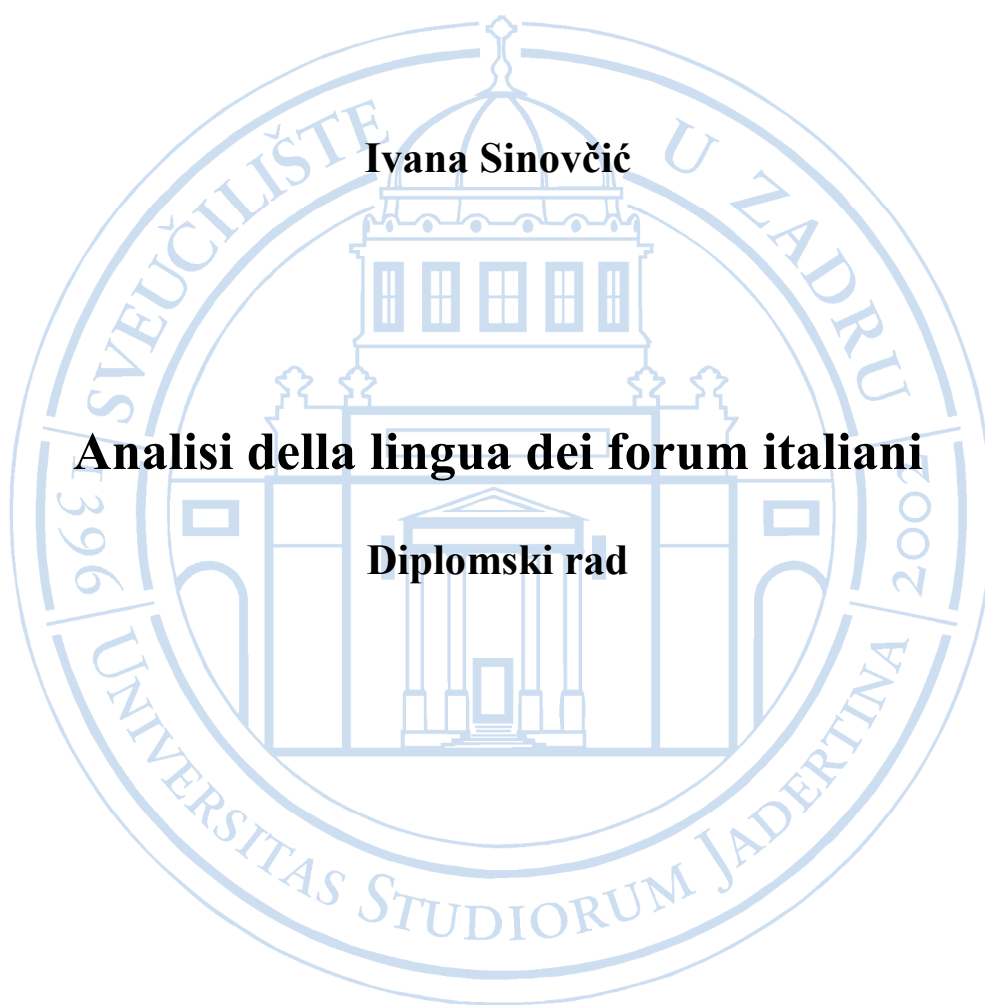 Ivana Sinovčić
Analisi della lingua dei forum italiani
Diplomski rad
SVEUČILIŠTE U ZADRU
1396
2002
UNIVERSITAS STUDIORUM JADERTINA